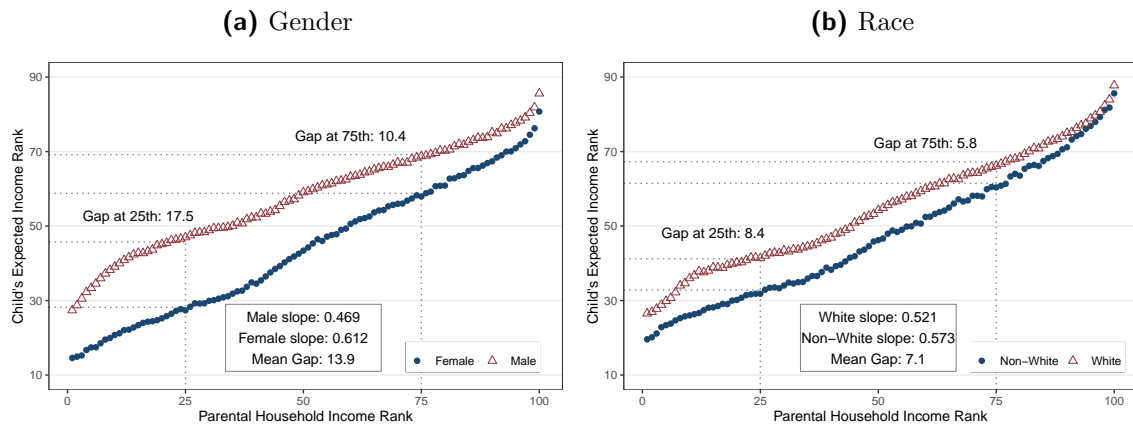 (a) Gender
90
70
50
30
10
0
25
50
75
100
Child's Expected Income Rank
Parental Household Income Rank
Gap at 75th: 10.4
Gap at 25th: 17.5
Male slope: 0.469
Female slope: 0.612
Mean Gap: 13.9
Female
Male
(b) Race
90
70
50
30
10
0
25
50
75
100
Child's Expected Income Rank
Parental Household Income Rank
Gap at 75th: 5.8
Gap at 25th: 8.4
White slope: 0.521
Non−White slope: 0.573
Mean Gap: 7.1
Non−White
White